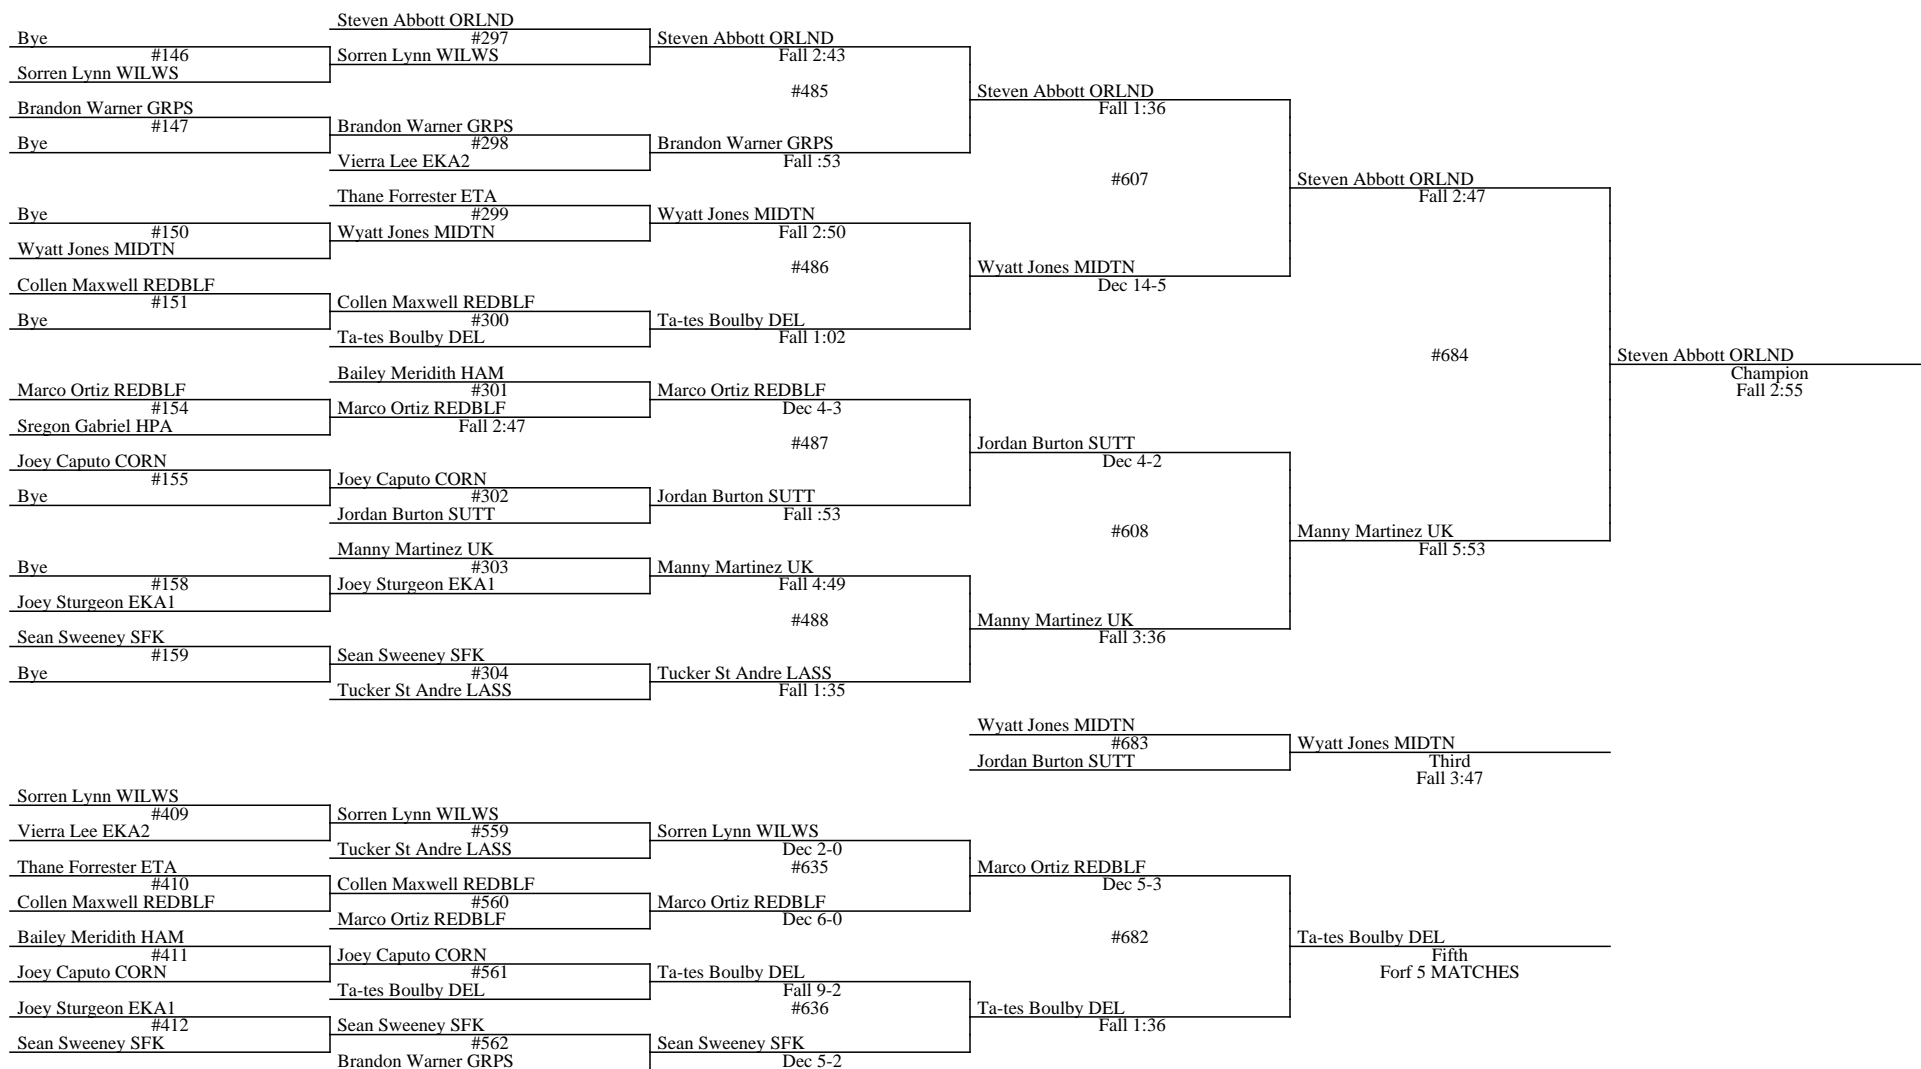 Steven Abbott ORLND
Bye
#297
Steven Abbott ORLND
#146
Sorren Lynn WILWS
Fall 2:43
Sorren Lynn WILWS
#485
Steven Abbott ORLND
Brandon Warner GRPS
Fall 1:36
#147
Brandon Warner GRPS
Bye
#298
Brandon Warner GRPS
Vierra Lee EKA2
Fall :53
#607
Steven Abbott ORLND
Thane Forrester ETA
Fall 2:47
Bye
#299
Wyatt Jones MIDTN
#150
Wyatt Jones MIDTN
Fall 2:50
Wyatt Jones MIDTN
#486
Wyatt Jones MIDTN
Collen Maxwell REDBLF
Dec 14-5
#151
Collen Maxwell REDBLF
Bye
#300
Ta-tes Boulby DEL
Ta-tes Boulby DEL
Fall 1:02
#684
Steven Abbott ORLND
Bailey Meridith HAM
Champion
Marco Ortiz REDBLF
#301
Marco Ortiz REDBLF
Fall 2:55
#154
Marco Ortiz REDBLF
Dec 4-3
Sregon Gabriel HPA
Fall 2:47
#487
Jordan Burton SUTT
Joey Caputo CORN
Dec 4-2
#155
Joey Caputo CORN
Bye
#302
Jordan Burton SUTT
Jordan Burton SUTT
Fall :53
#608
Manny Martinez UK
Manny Martinez UK
Fall 5:53
Bye
#303
Manny Martinez UK
#158
Joey Sturgeon EKA1
Fall 4:49
Joey Sturgeon EKA1
#488
Manny Martinez UK
Sean Sweeney SFK
Fall 3:36
#159
Sean Sweeney SFK
Bye
#304
Tucker St Andre LASS
Tucker St Andre LASS
Fall 1:35
Wyatt Jones MIDTN
#683
Wyatt Jones MIDTN
Jordan Burton SUTT
Third
Fall 3:47
Sorren Lynn WILWS
#409
Sorren Lynn WILWS
Vierra Lee EKA2
#559
Sorren Lynn WILWS
Tucker St Andre LASS
Dec 2-0
Thane Forrester ETA
#635
Marco Ortiz REDBLF
#410
Collen Maxwell REDBLF
Dec 5-3
Collen Maxwell REDBLF
#560
Marco Ortiz REDBLF
Marco Ortiz REDBLF
Dec 6-0
Bailey Meridith HAM
#682
Ta-tes Boulby DEL
#411
Joey Caputo CORN
Fifth
Joey Caputo CORN
#561
Ta-tes Boulby DEL
Forf 5 MATCHES
Ta-tes Boulby DEL
Fall 9-2
Joey Sturgeon EKA1
#636
Ta-tes Boulby DEL
#412
Sean Sweeney SFK
Fall 1:36
Sean Sweeney SFK
#562
Sean Sweeney SFK
Brandon Warner GRPS
Dec 5-2